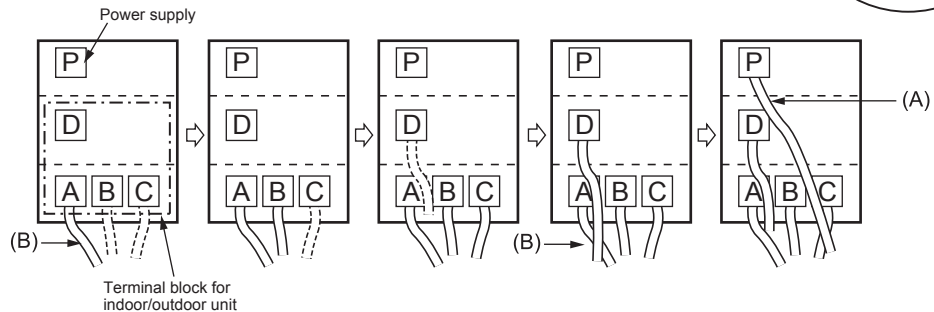 Power supply
P P P P P
(A)
D D D D D
A B C A B C A B C A B C A B C
(B) (B)
Terminal block for
indoor/outdoor unit